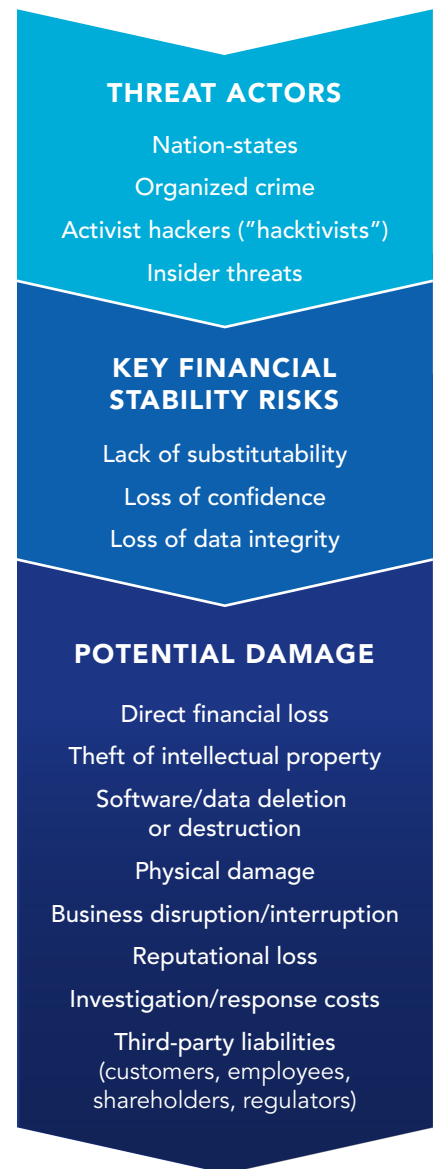 THREAT ACTORS
Nation-states
Organized crime
Activist hackers (”hacktivists”)
Insider threats
KEY FINANCIAL
STABILITY RISKS
Lack of substitutability
Loss of confidence
Loss of data integrity
POTENTIAL DAMAGE
Direct financial loss
Theft of intellectual property
Software/data deletion
or destruction
Physical damage
Business disruption/interruption
Reputational loss
Investigation/response costs
Third-party liabilities
(customers, employees,
shareholders, regulators)